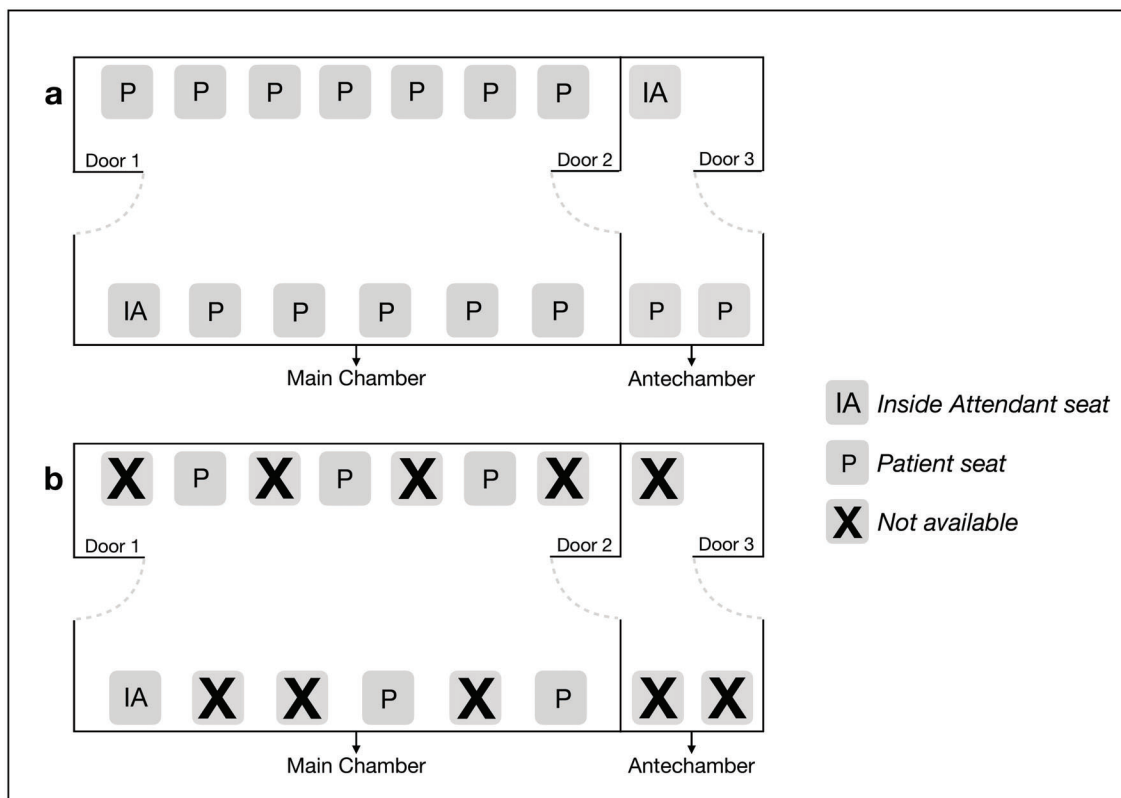 a
P P P P P P P IA
Door 1 Door 2 Door 3
IA P P P P P P P
Main Chamber Antechamber
IA Inside Attendant seat
P Patient seat
b
X P X P X P X X
X Not available
Door 1 Door 2 Door 3
IA X X P X P X X
Main Chamber Antechamber